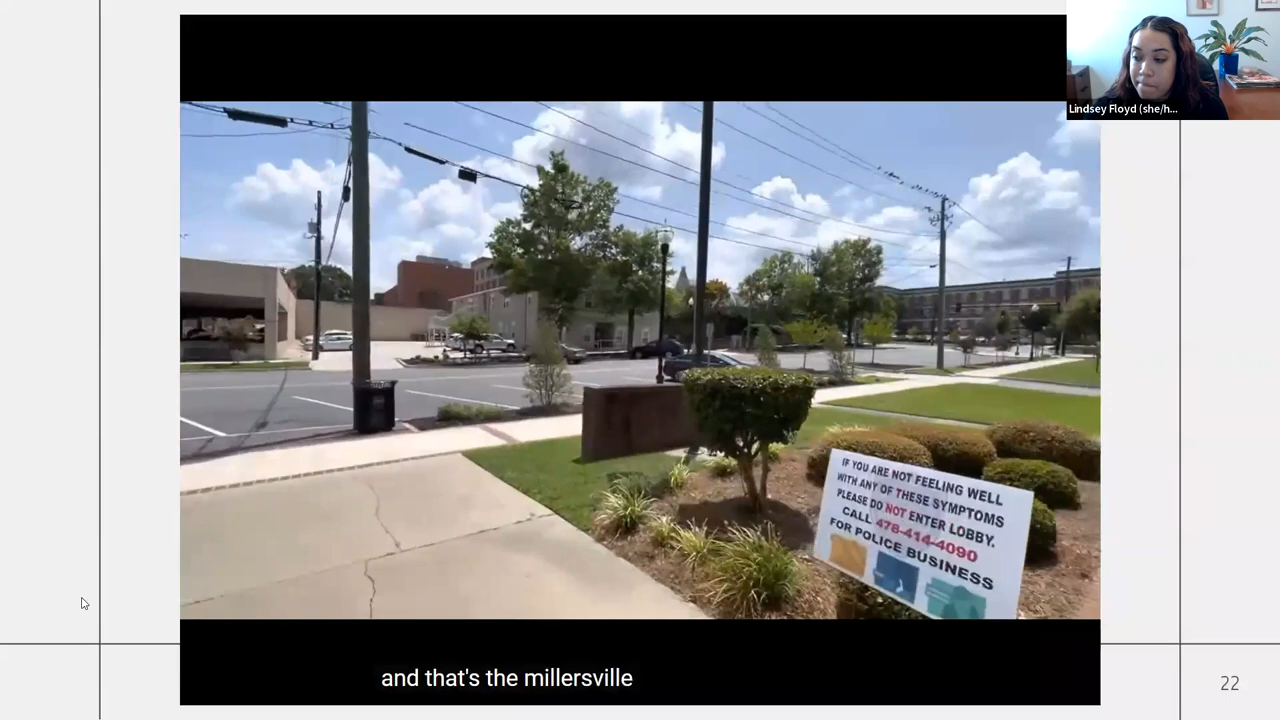 Lindsey Floyd (she/h...
IF YOU ARE NOT FEELING WELL
WITH ANY OF THESE SYMPTOMS
PLEASE DO NOT ENTER LOBBY.
CALL 478-414-4090
FOR POLICE BUSINESS
and that's the millersville
22